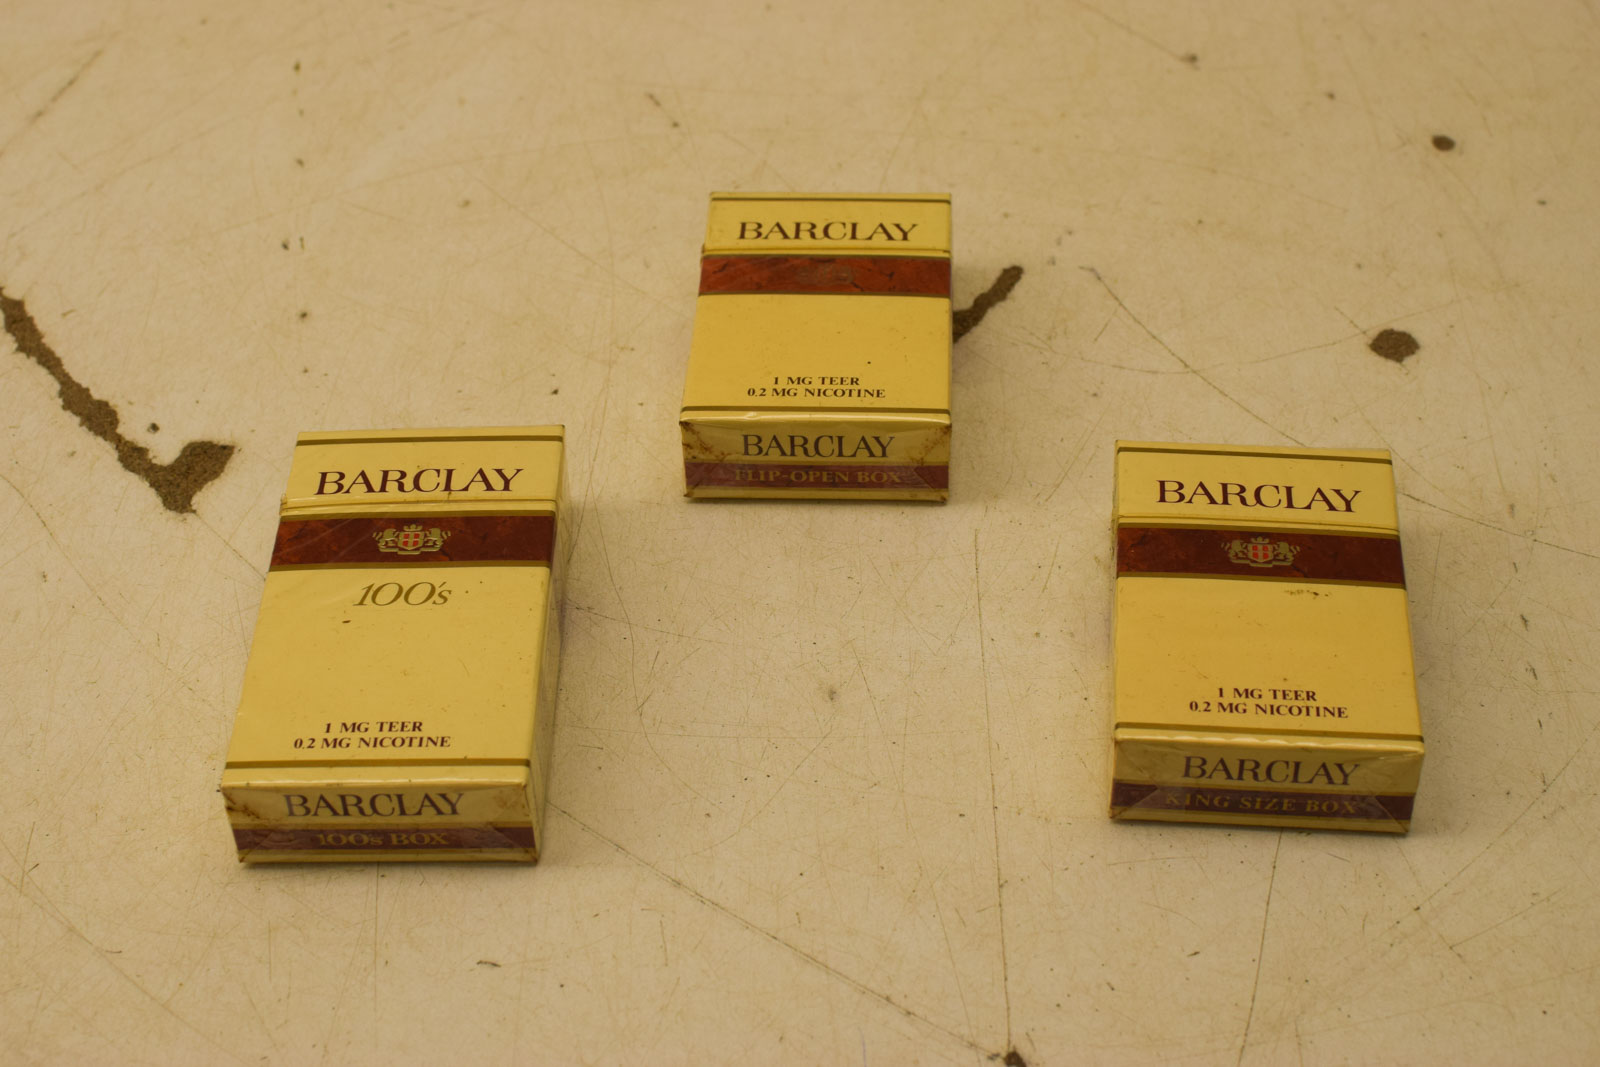 BARCLAY
1 MG TEER
0.2 MG NICOTINE
BARCLAY
FLIP-OPEN BOX
BARCLAY
100's
1 MG TEER
0.2 MG NICOTINE
BARCLAY
100s BOX
BARCLAY
1 MG TEER
0.2 MG NICOTINE
BARCLAY
KING SIZE BOX